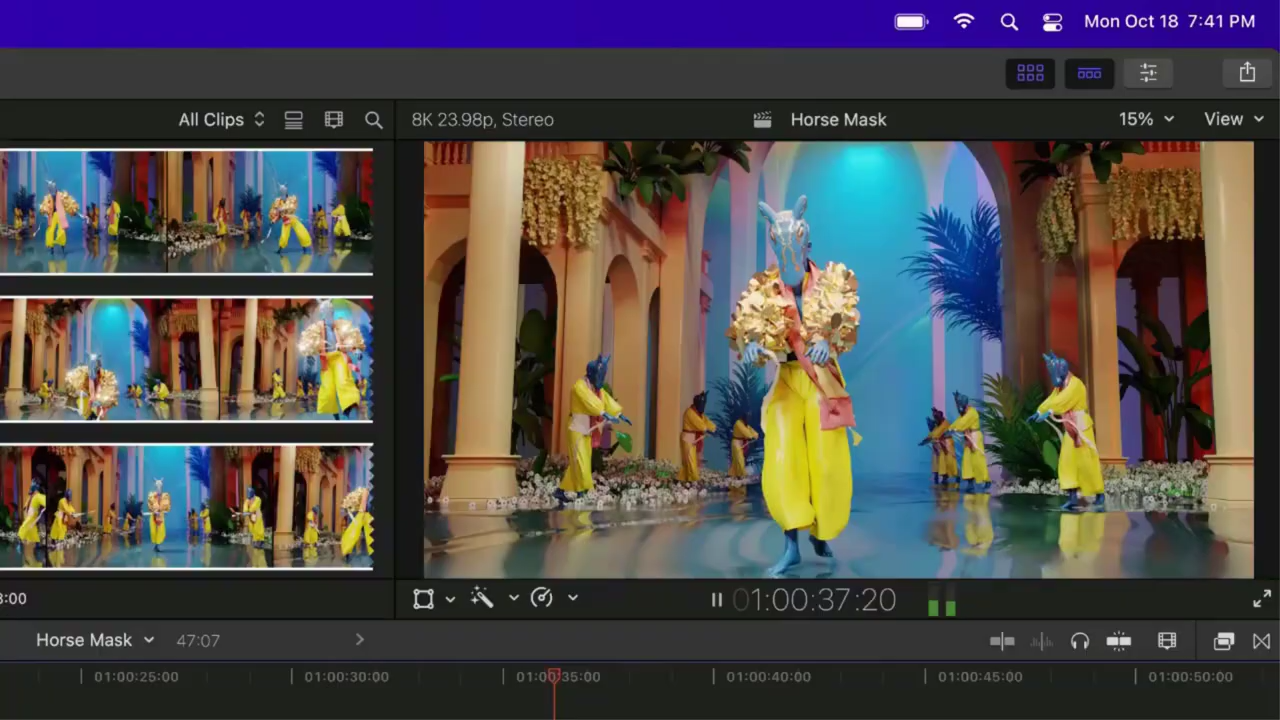 Mon Oct 18 7:41 PM
All Clips
8K 23.98p, Stereo
Horse Mask
15%
View
3:00
01:00:37:20
Horse Mask
47:07
01:00:25:00
01:00:30:00
01:00:35:00
01:00:40:00
01:00:45:00
01:00:50:00